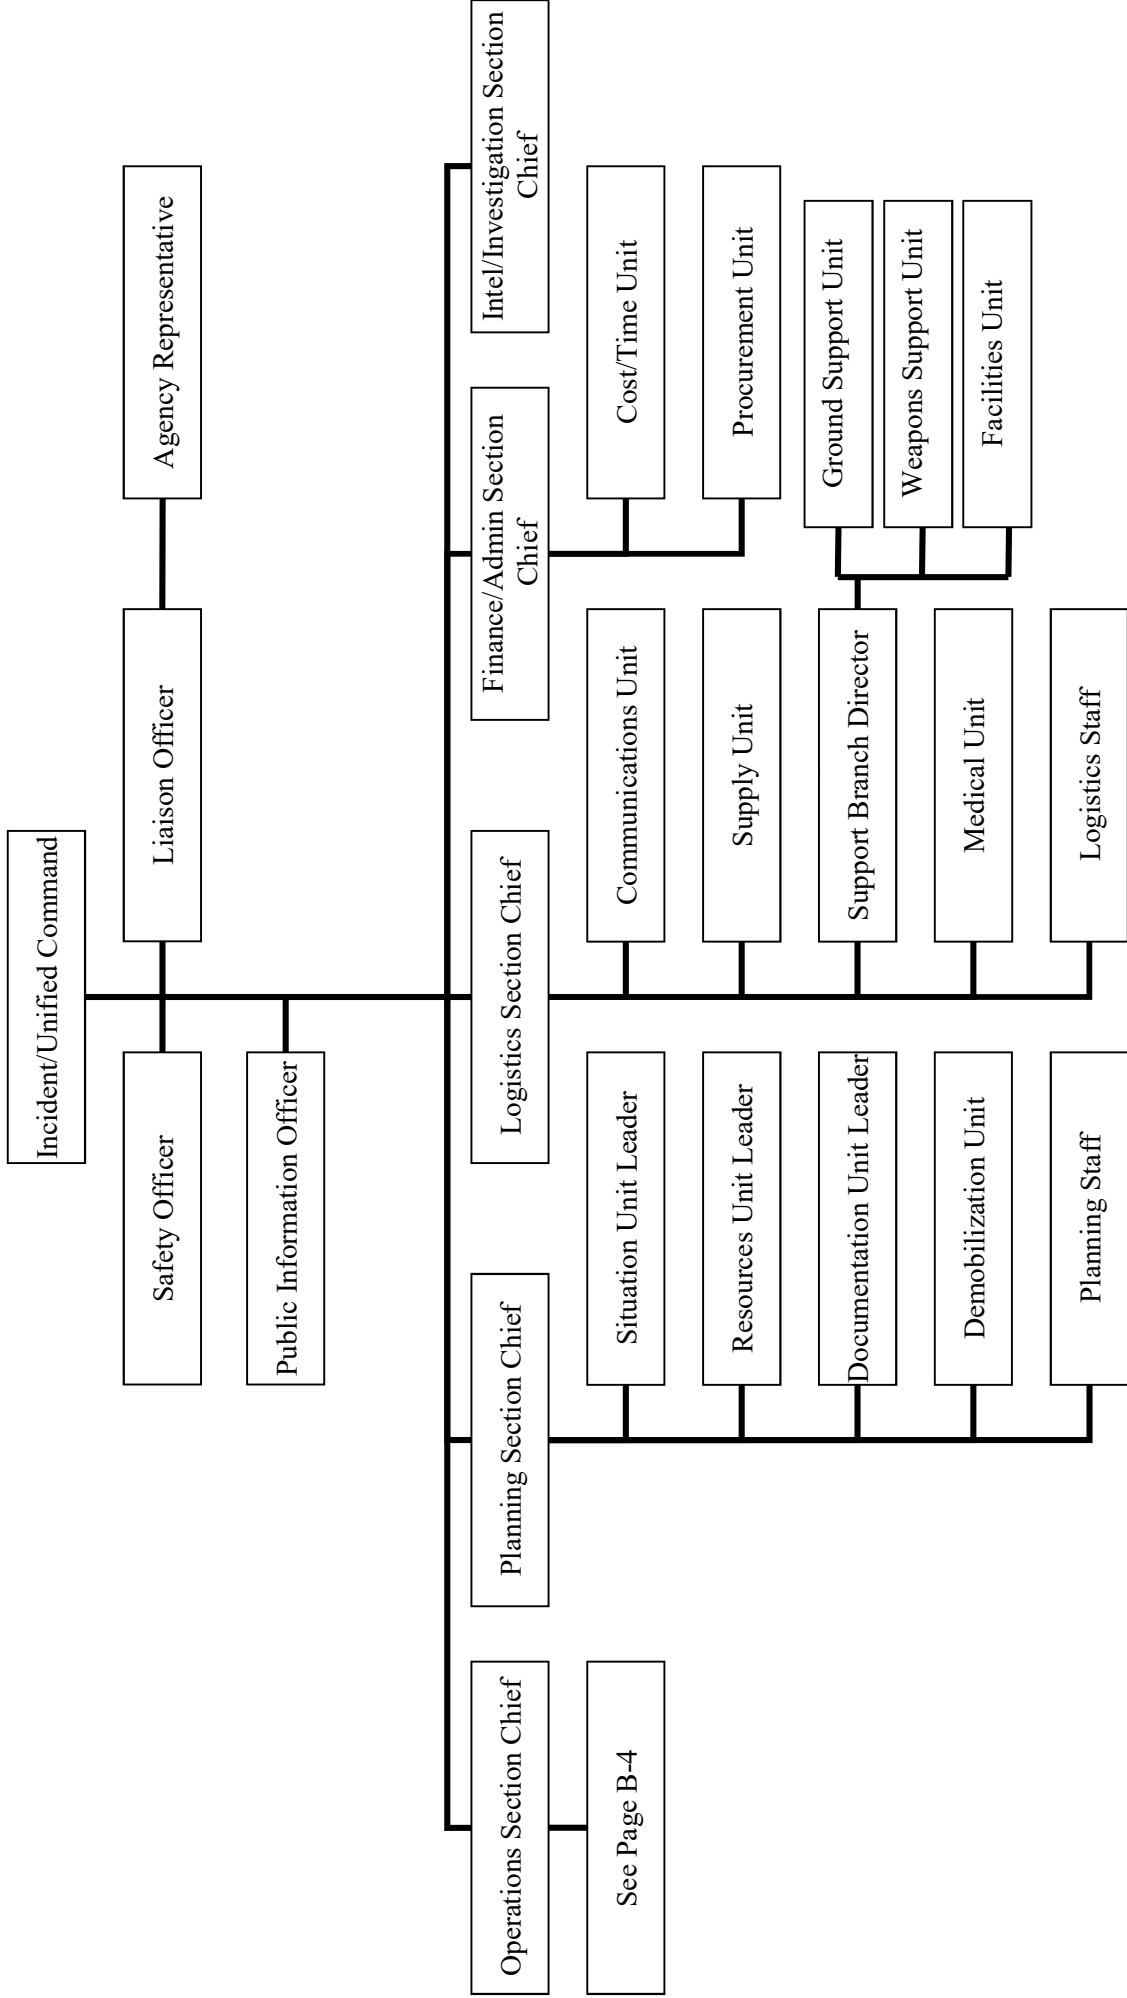 Incident/Unified Command
Safety Officer
Liaison Officer
Agency Representative
Public Information Officer
Operations Section Chief
Planning Section Chief
Logistics Section Chief
Finance/Admin Section
Chief
Intel/Investigation Section
Chief
See Page B-4
Situation Unit Leader
Communications Unit
Cost/Time Unit
Resources Unit Leader
Supply Unit
Procurement Unit
Documentation Unit Leader
Support Branch Director
Ground Support Unit
Weapons Support Unit
Facilities Unit
Demobilization Unit
Medical Unit
Planning Staff
Logistics Staff